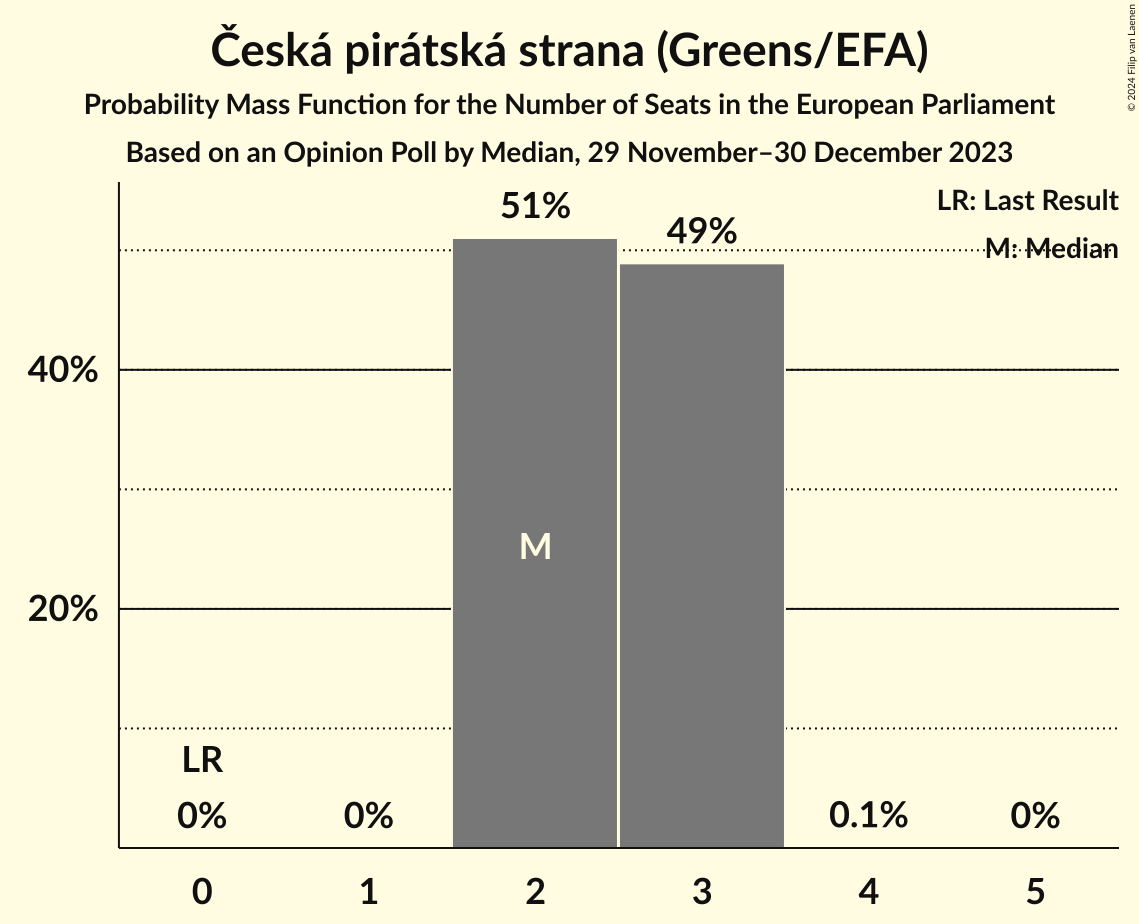 Česká pirátská strana (Greens/EFA)
Probability Mass Function for the Number of Seats in the European Parliament
Based on an Opinion Poll by Median, 29 November–30 December 2023
© 2024 Filip van Laenen
LR: Last Result
M: Median
51%
49%
40%
M
20%
LR
0%
0%
0.1%
0%
0
1
2
3
4
5